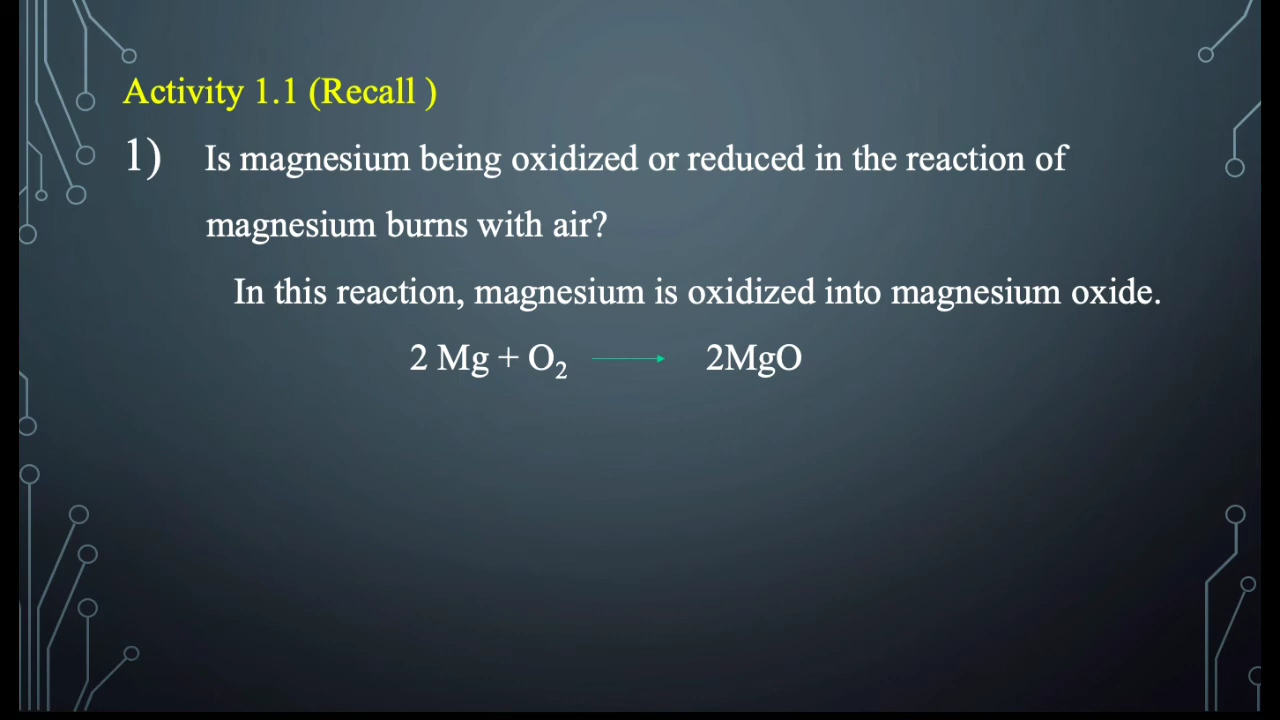 Activity 1.1 (Recall )
1) Is magnesium being oxidized or reduced in the reaction of
magnesium burns with air?
In this reaction, magnesium is oxidized into magnesium oxide.
2 Mg + O₂ → 2MgO